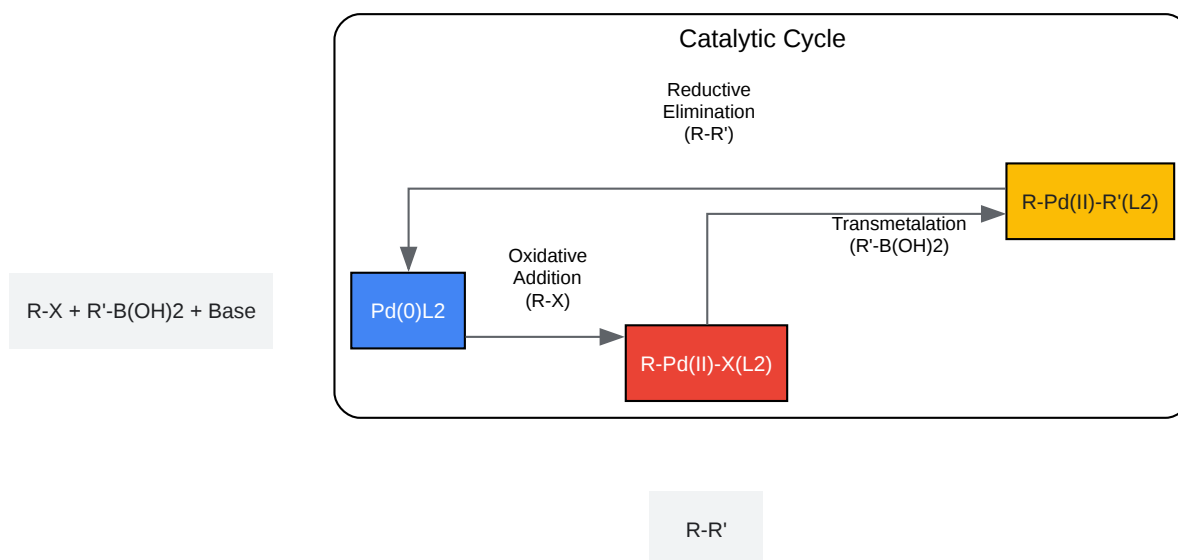 Catalytic Cycle
Reductive
Elimination
(R-R')
R-Pd(II)-R'(L2)
Transmetalation
(R'-B(OH)2)
Oxidative
Addition
(R-X)
R-X + R'-B(OH)2 + Base
Pd(0)L2
R-Pd(II)-X(L2)
R-R'